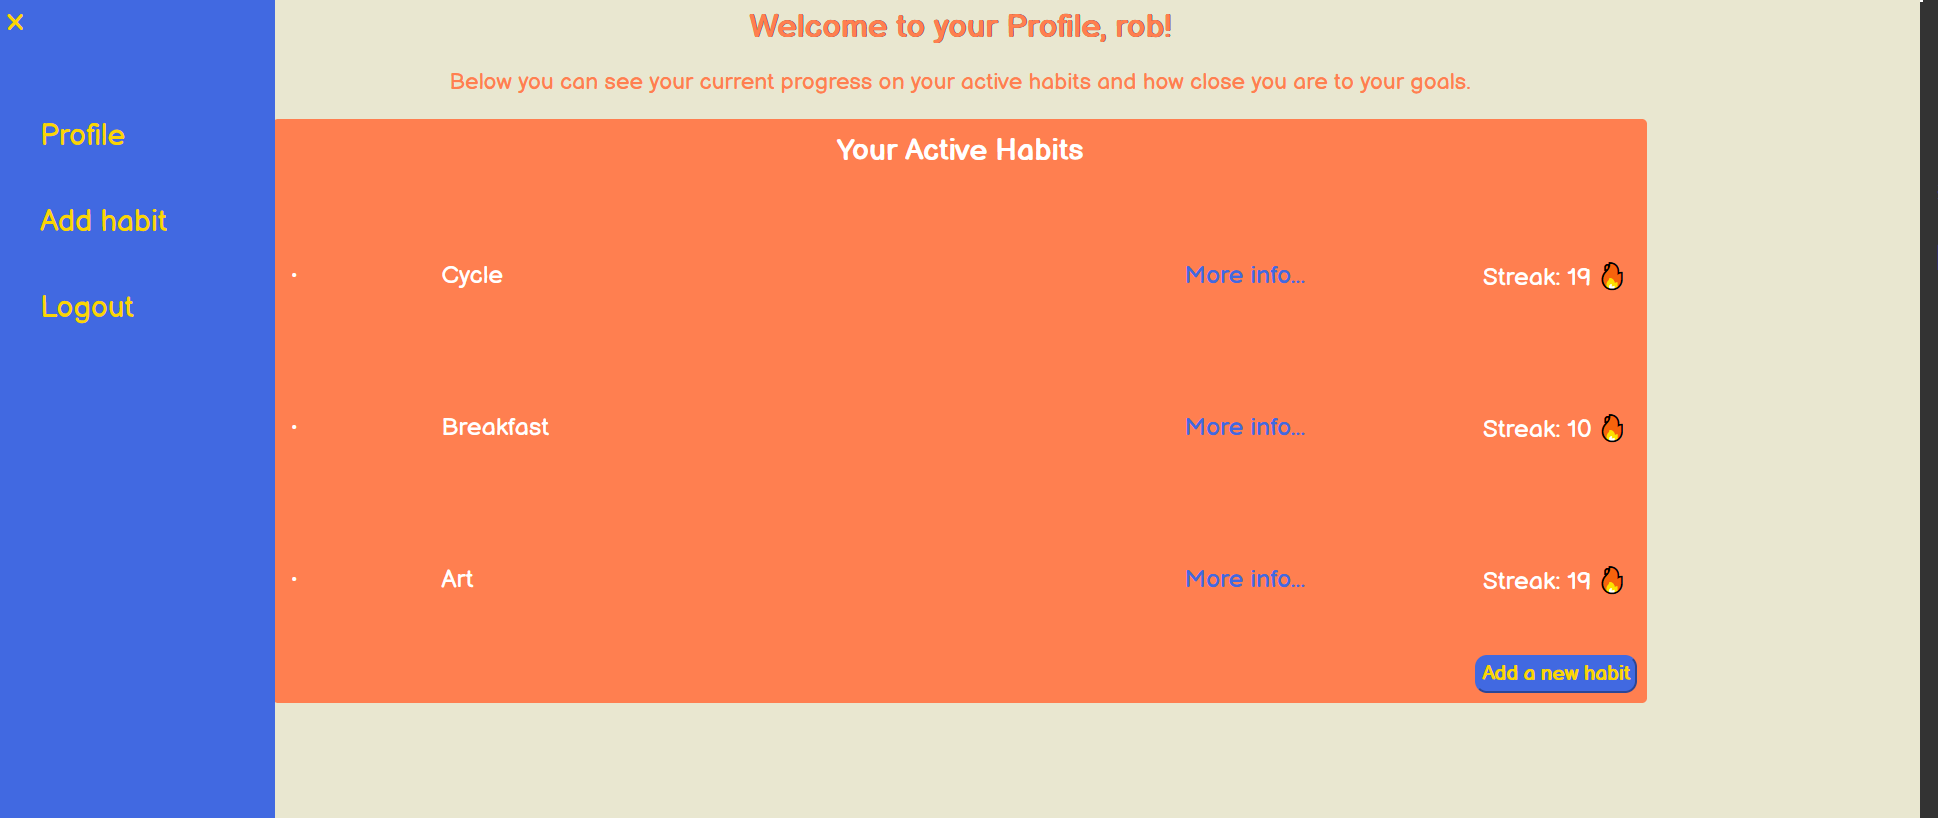 ×
Welcome to your Profile, rob!
Below you can see your current progress on your active habits and how close you are to your goals.
Profile
Add habit
Logout
Your Active Habits
• Cycle More info... Streak: 19 🔥
• Breakfast More info... Streak: 10 🔥
• Art More info... Streak: 19 🔥
Add a new habit